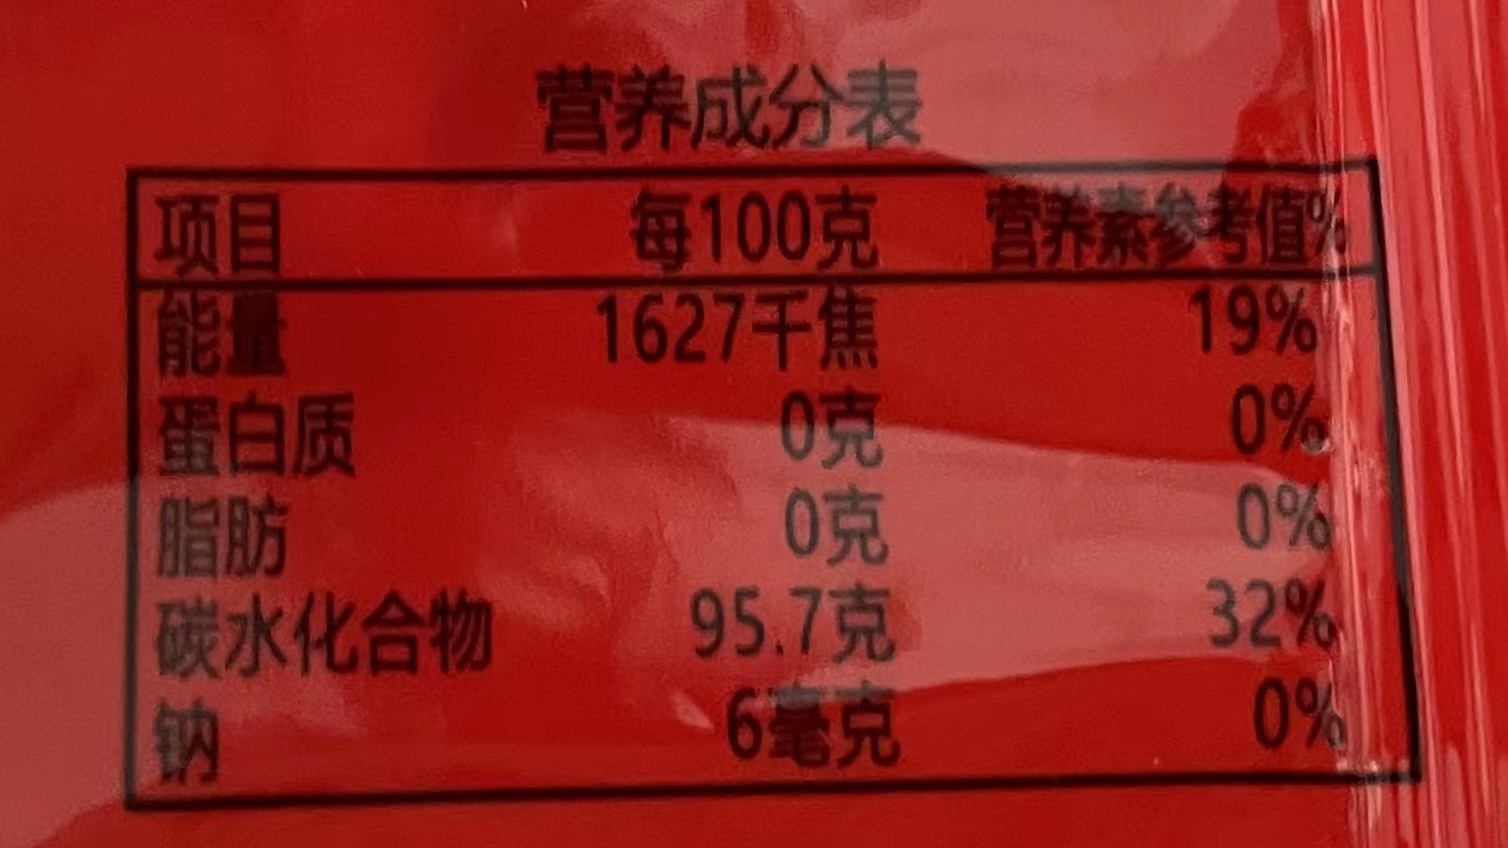 营养成分表
项目 每100克 营养素参考值%
能量 1627千焦 19%
蛋白质 0克 0%
脂肪 0克 0%
碳水化合物 95.7克 32%
钠 6毫克 0%